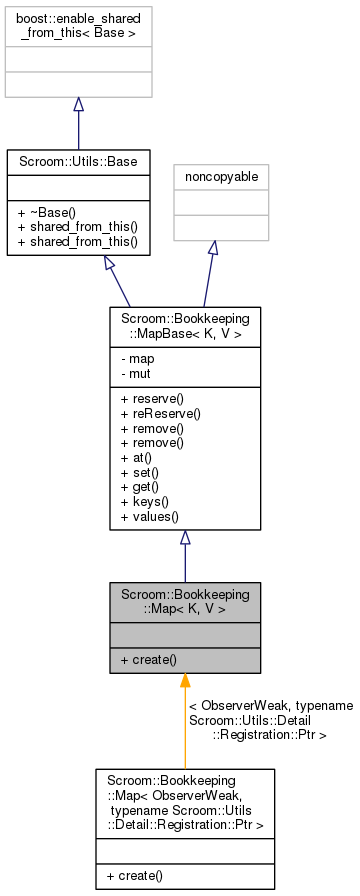 boost::enable_shared
_from_this< Base >
Scroom::Utils::Base
+ ~Base()
+ shared_from_this()
+ shared_from_this()
noncopyable
Scroom::Bookkeeping
::MapBase< K, V >
- map
- mut
+ reserve()
+ reReserve()
+ remove()
+ remove()
+ at()
+ set()
+ get()
+ keys()
+ values()
Scroom::Bookkeeping
::Map< K, V >
+ create()
< ObserverWeak, typename
Scroom::Utils::Detail
::Registration::Ptr >
Scroom::Bookkeeping
::Map< ObserverWeak,
typename Scroom::Utils
::Detail::Registration::Ptr >
+ create()